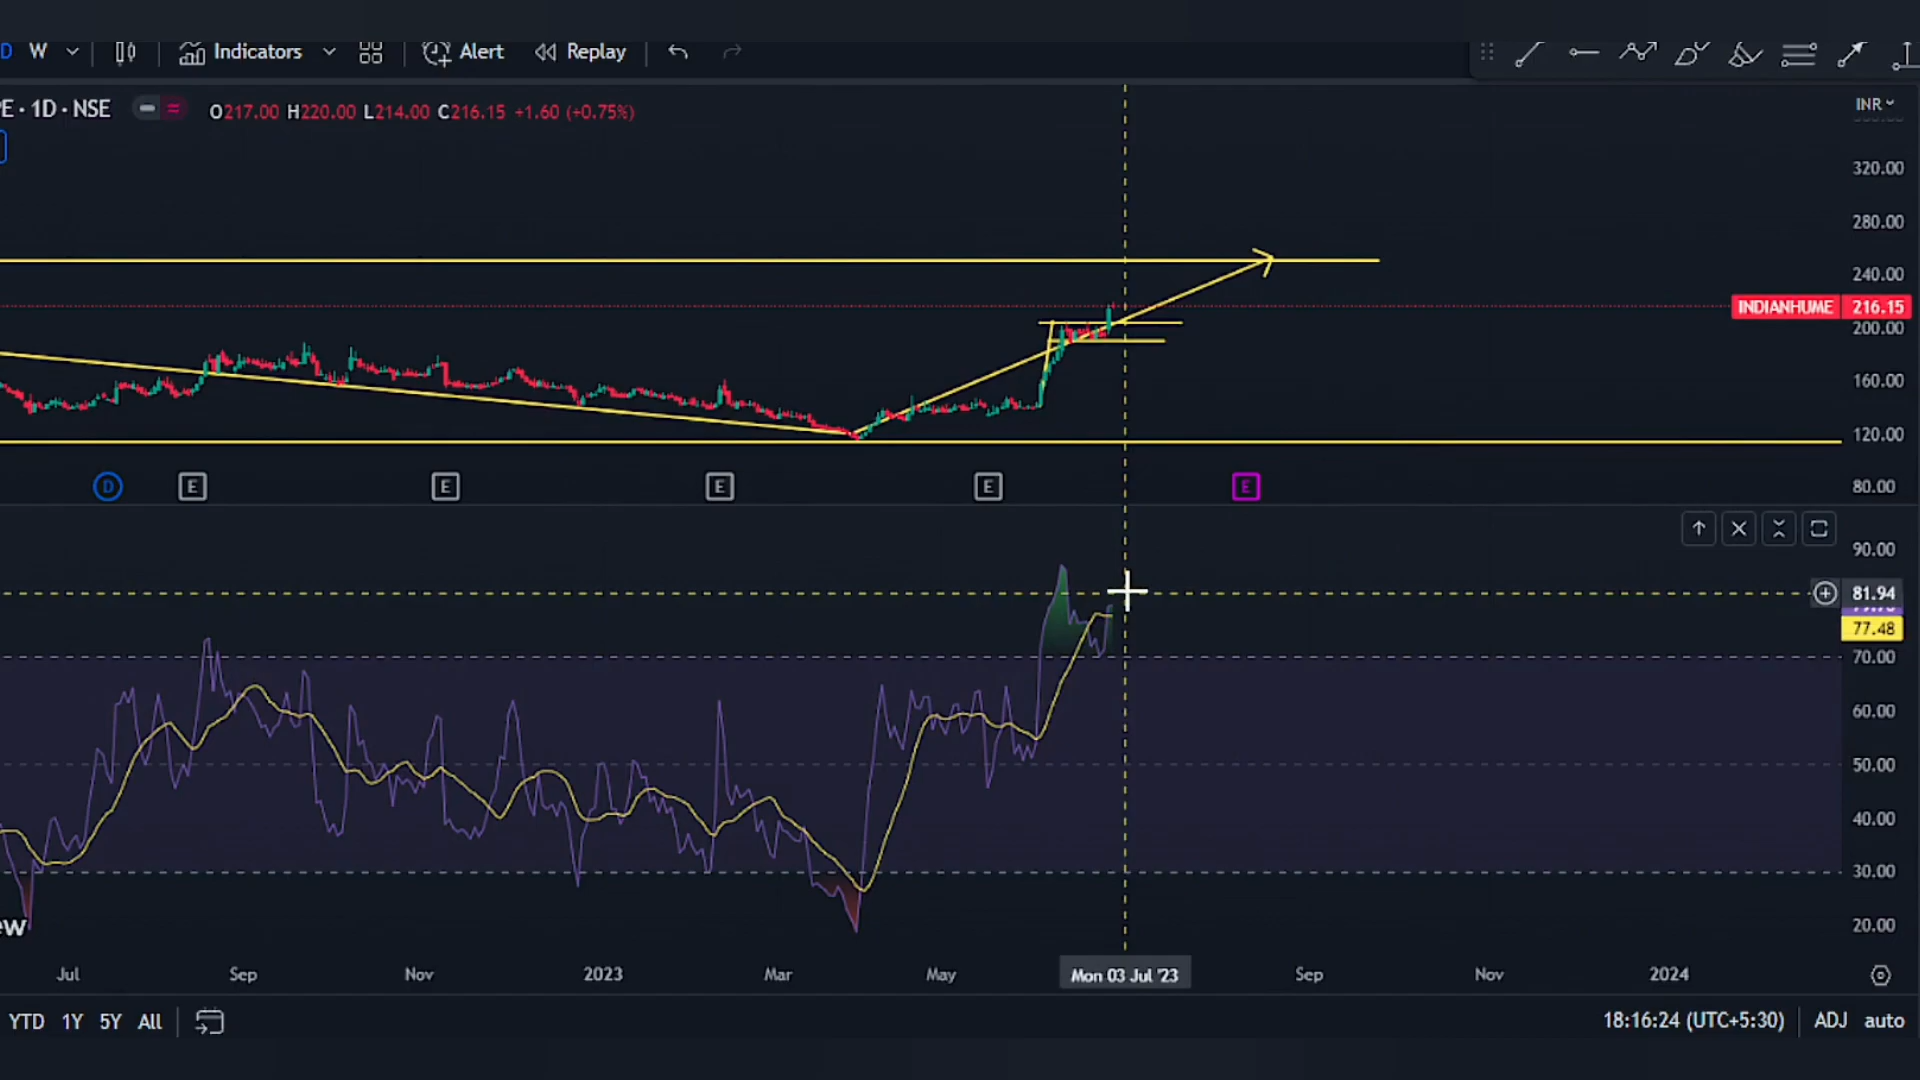 D W Indicators Alert Replay
PE · 1D · NSE O217.00 H220.00 L214.00 C216.15 +1.60 (+0.75%)
INR
320.00
280.00
240.00
INDIANHUME 216.15
200.00
160.00
120.00
D E E E E E
80.00
90.00
81.94
77.48
70.00
60.00
50.00
40.00
30.00
20.00
ew
Jul Sep Nov 2023 Mar May Mon 03 Jul '23 Sep Nov 2024
YTD 1Y 5Y All 18:16:24 (UTC+5:30) ADJ auto